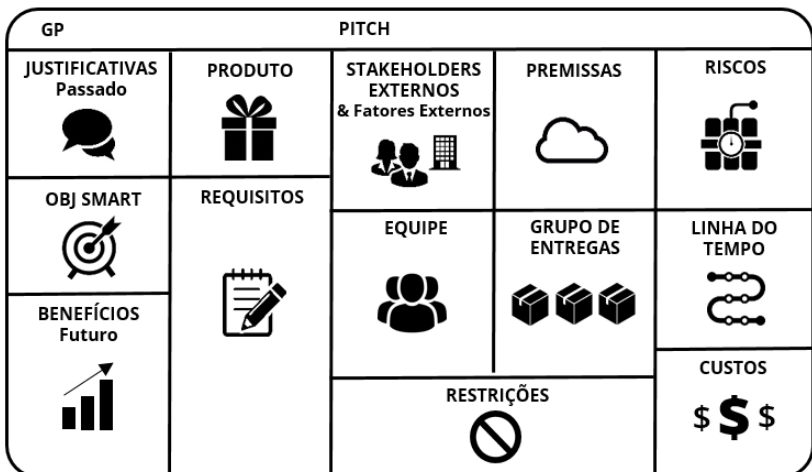 GP
PITCH
JUSTIFICATIVAS
Passado
PRODUTO
STAKEHOLDERS
EXTERNOS
& Fatores Externos
PREMISSAS
RISCOS
OBJ SMART
REQUISITOS
EQUIPE
GRUPO DE
ENTREGAS
LINHA DO
TEMPO
BENEFÍCIOS
Futuro
RESTRIÇÕES
CUSTOS
$ $ $